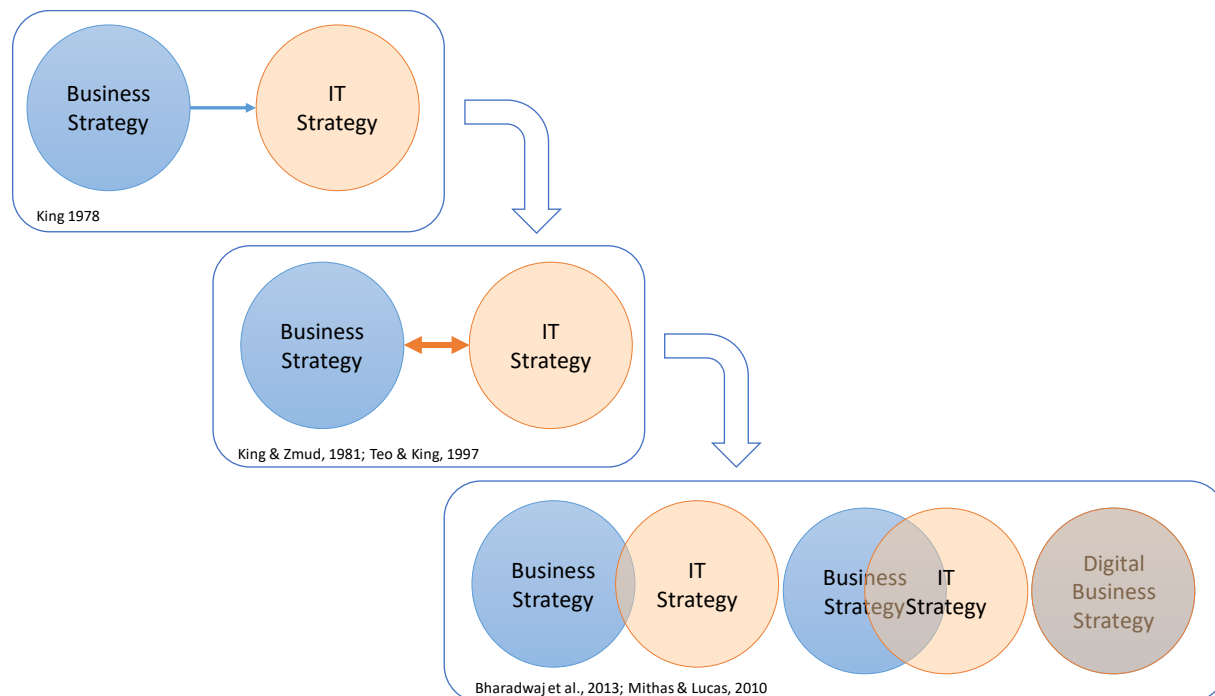 Business
Strategy
IT
Strategy
King 1978
Business
Strategy
IT
Strategy
King & Zmud, 1981; Teo & King, 1997
Business
Strategy
IT
Strategy
Business
Strategy
IT
Strategy
Digital
Business
Strategy
Bharadwaj et al., 2013; Mithas & Lucas, 2010